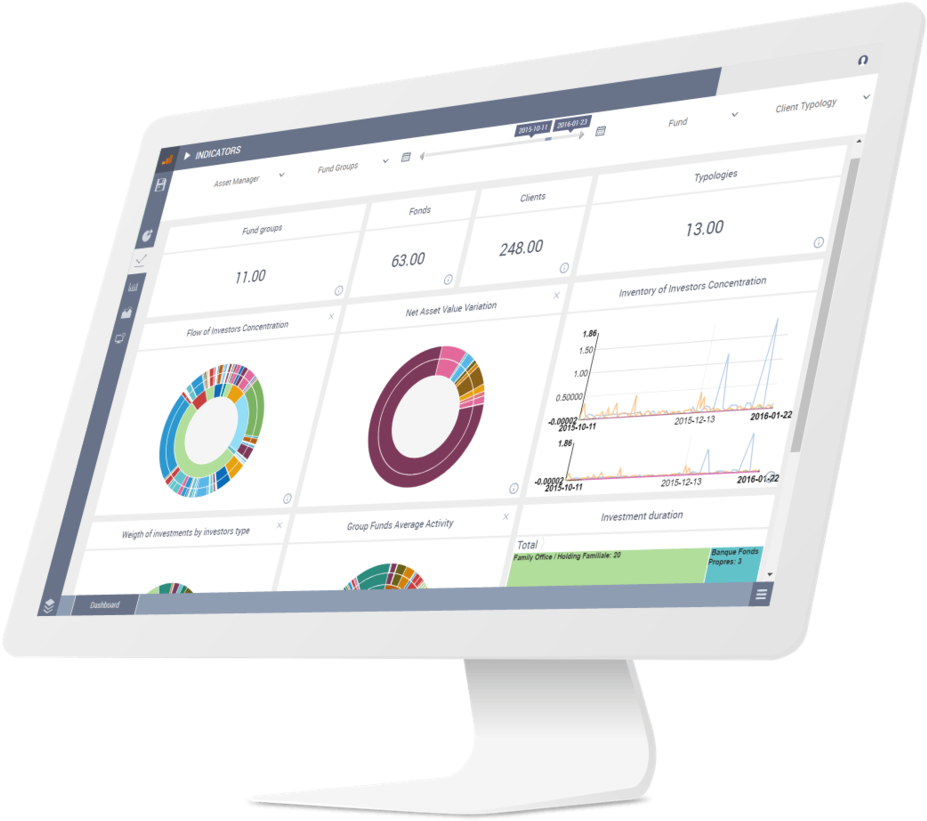 INDICATORS
Asset Manager
Fund Groups
2015-10-11
2016-01-23
Fund
Client Typology
Fund groups
Fonds
Clients
Typologies
11.00
63.00
248.00
13.00
Flow of Investors Concentration
Net Asset Value Variation
Inventory of Investors Concentration
1.86
1.50
1.00
0.50000
-0.00002
2015-10-11
2015-12-13
2016-01-22
1.86
-0.00002
2015-10-11
2015-12-13
2016-01-22
Weigth of investments by investors type
Group Funds Average Activity
Investment duration
Total
Family Office / Holding Familiale: 20
Banque Fonds
Propres: 3
Dashboard